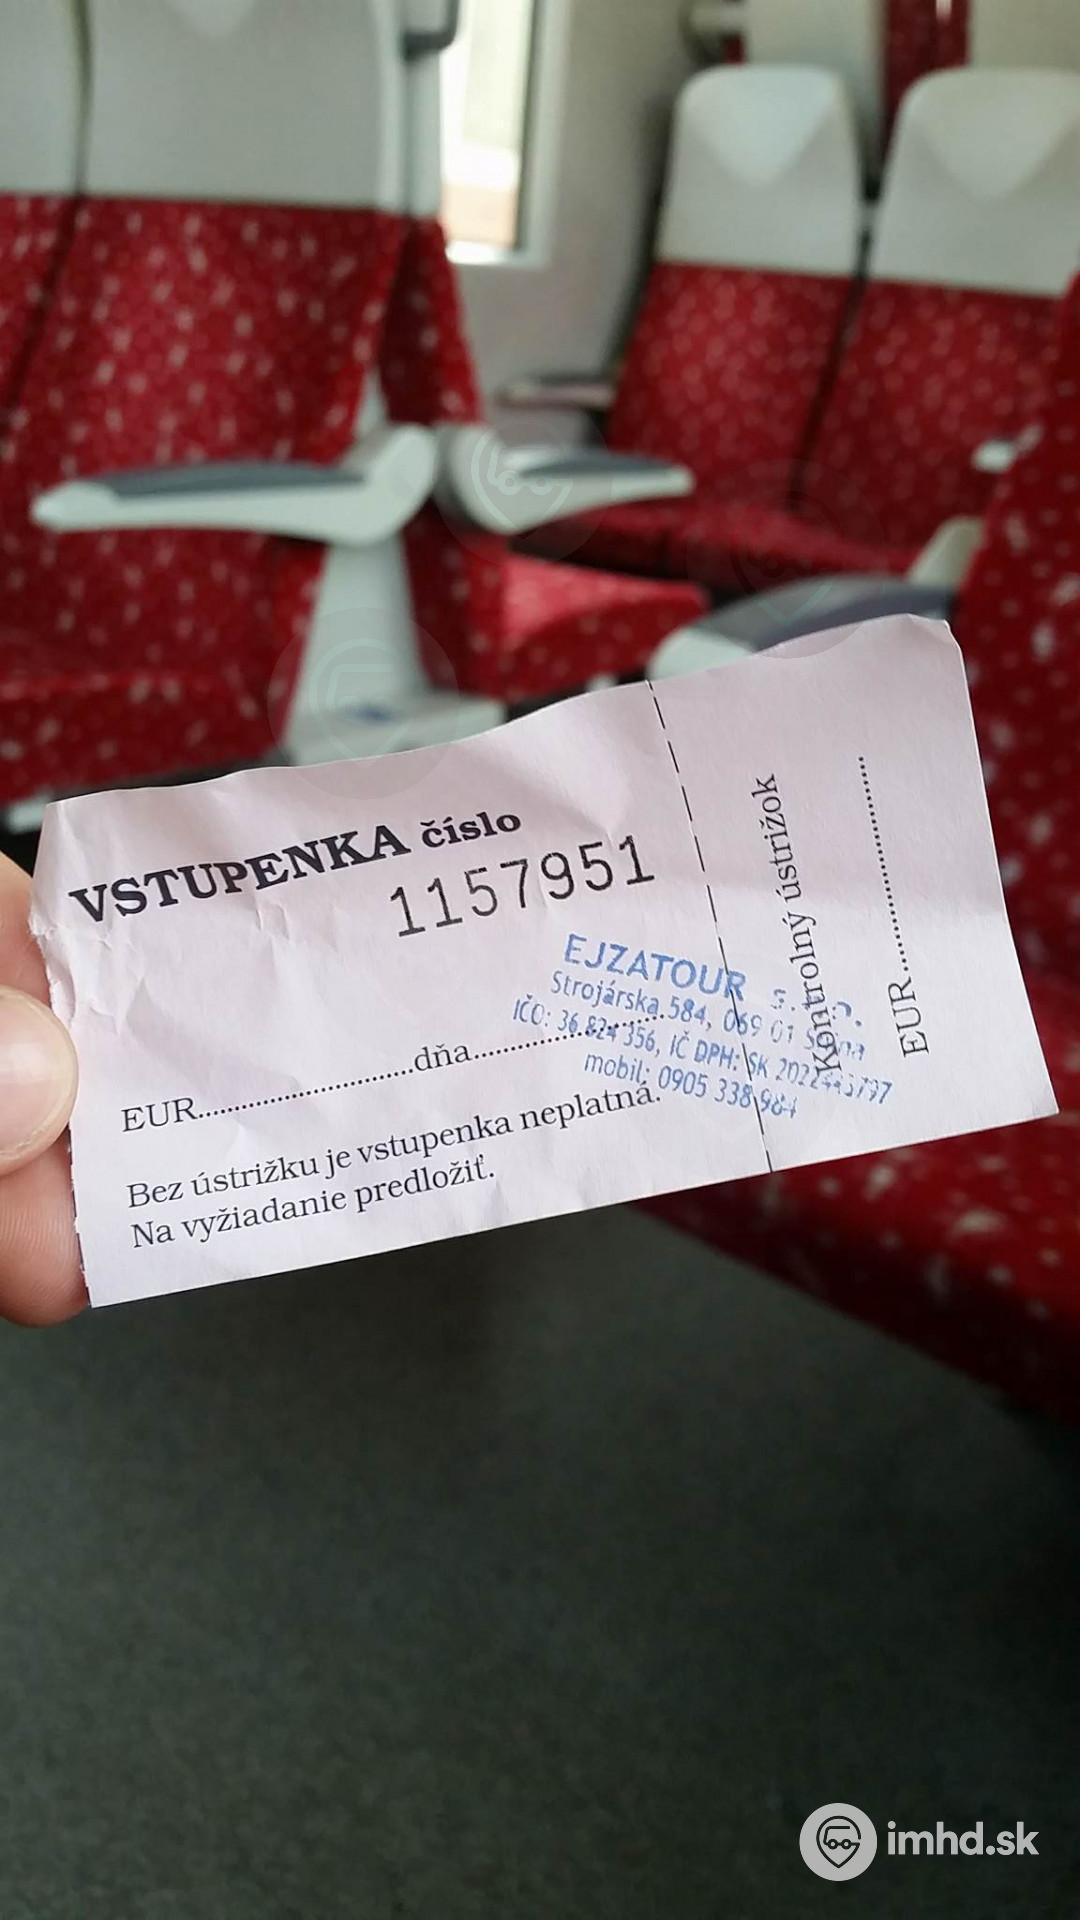 VSTUPENKA číslo
1157951
EJZATOUR
Strojárska 584, 069 01
IČO: 36 824 356, IČ DPH: SK
mobil: 0905 338 984
EUR..............................dňa..........................
Bez ústrižku je vstupenka neplatná.
Na vyžiadanie predložiť.
Kontrolný ústrižok
EUR..............................
imhd.sk